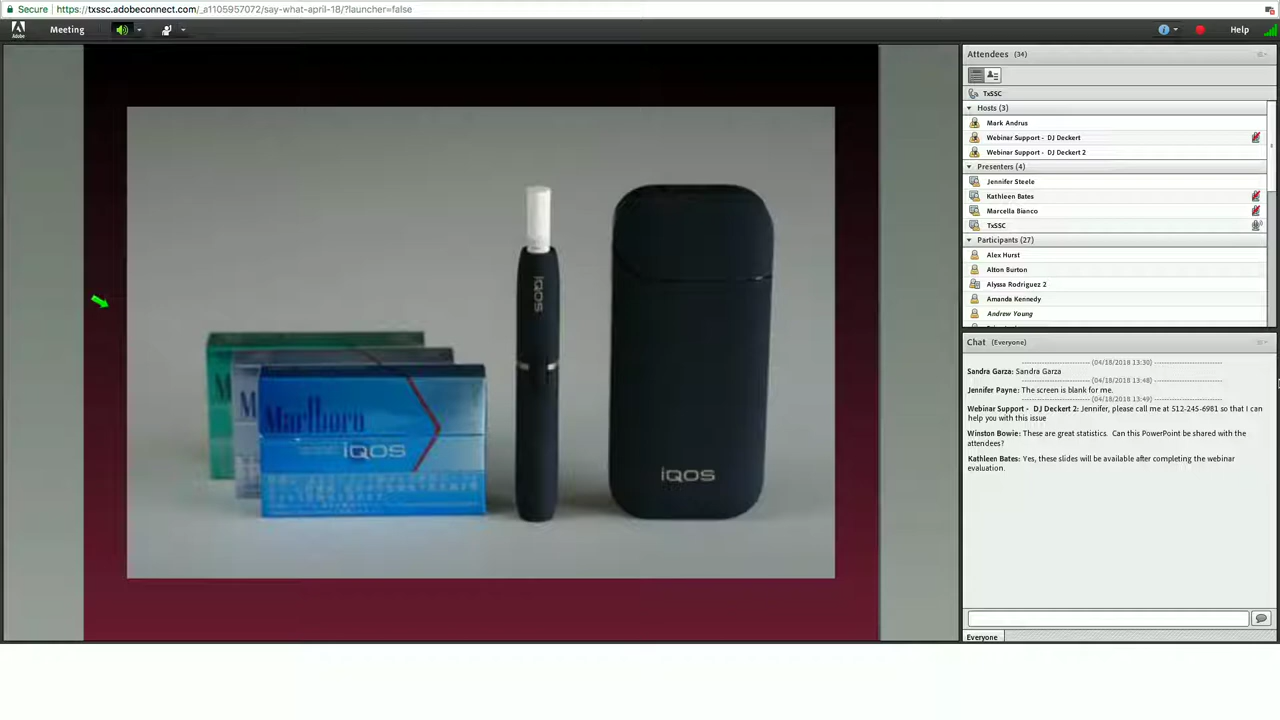 Secure https://txssc.adobeconnect.com/_a1105957072/say-what-april-18/?launcher=false
Adobe
Meeting
Help
iQOS
Marlboro
iQOS
iQOS
Attendees (34)
TxSSC
Hosts (3)
Mark Andrus
Webinar Support - DJ Deckert
Webinar Support - DJ Deckert 2
Presenters (4)
Jennifer Steele
Kathleen Bates
Marcella Bianco
TxSSC
Participants (27)
Alex Hurst
Alton Burton
Alyssa Rodriguez 2
Amanda Kennedy
Andrew Young
Chat (Everyone)
(04/18/2018 13:30)
Sandra Garza: Sandra Garza
(04/18/2018 13:48)
Jennifer Payne: The screen is blank for me.
(04/18/2018 13:49)
Webinar Support - DJ Deckert 2: Jennifer, please call me at 512-245-6981 so that I can
help you with this issue
Winston Bowie: These are great statistics. Can this PowerPoint be shared with the
attendees?
Kathleen Bates: Yes, these slides will be available after completing the webinar
evaluation.
Everyone